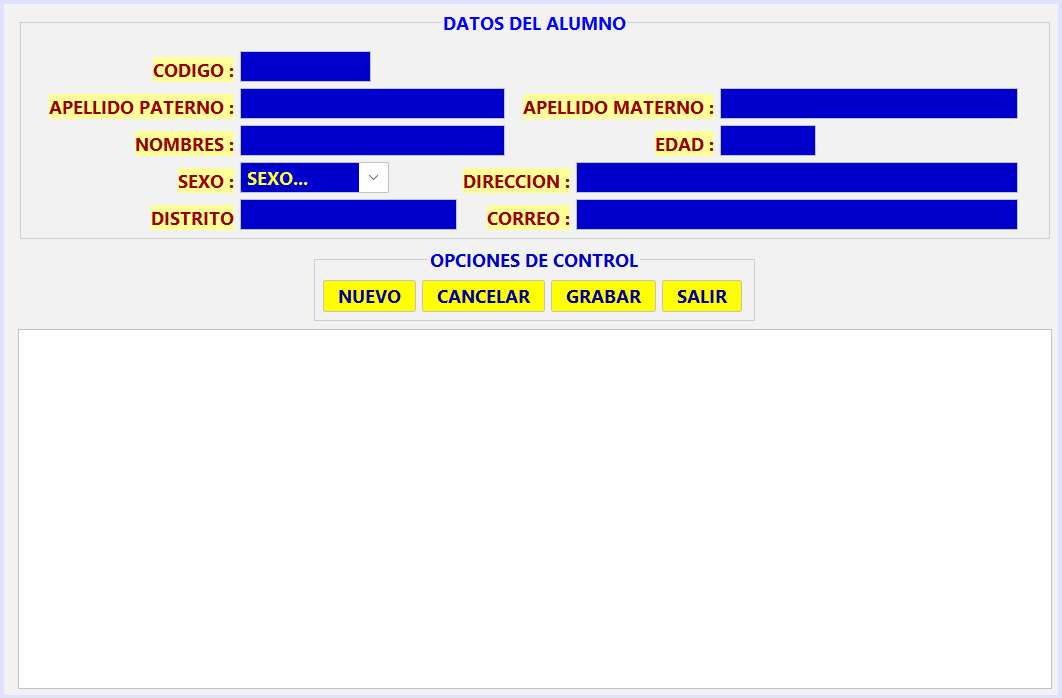 DATOS DEL ALUMNO
CODIGO :
APELLIDO PATERNO : APELLIDO MATERNO :
NOMBRES : EDAD :
SEXO : SEXO... DIRECCION :
DISTRITO CORREO :
OPCIONES DE CONTROL
NUEVO CANCELAR GRABAR SALIR